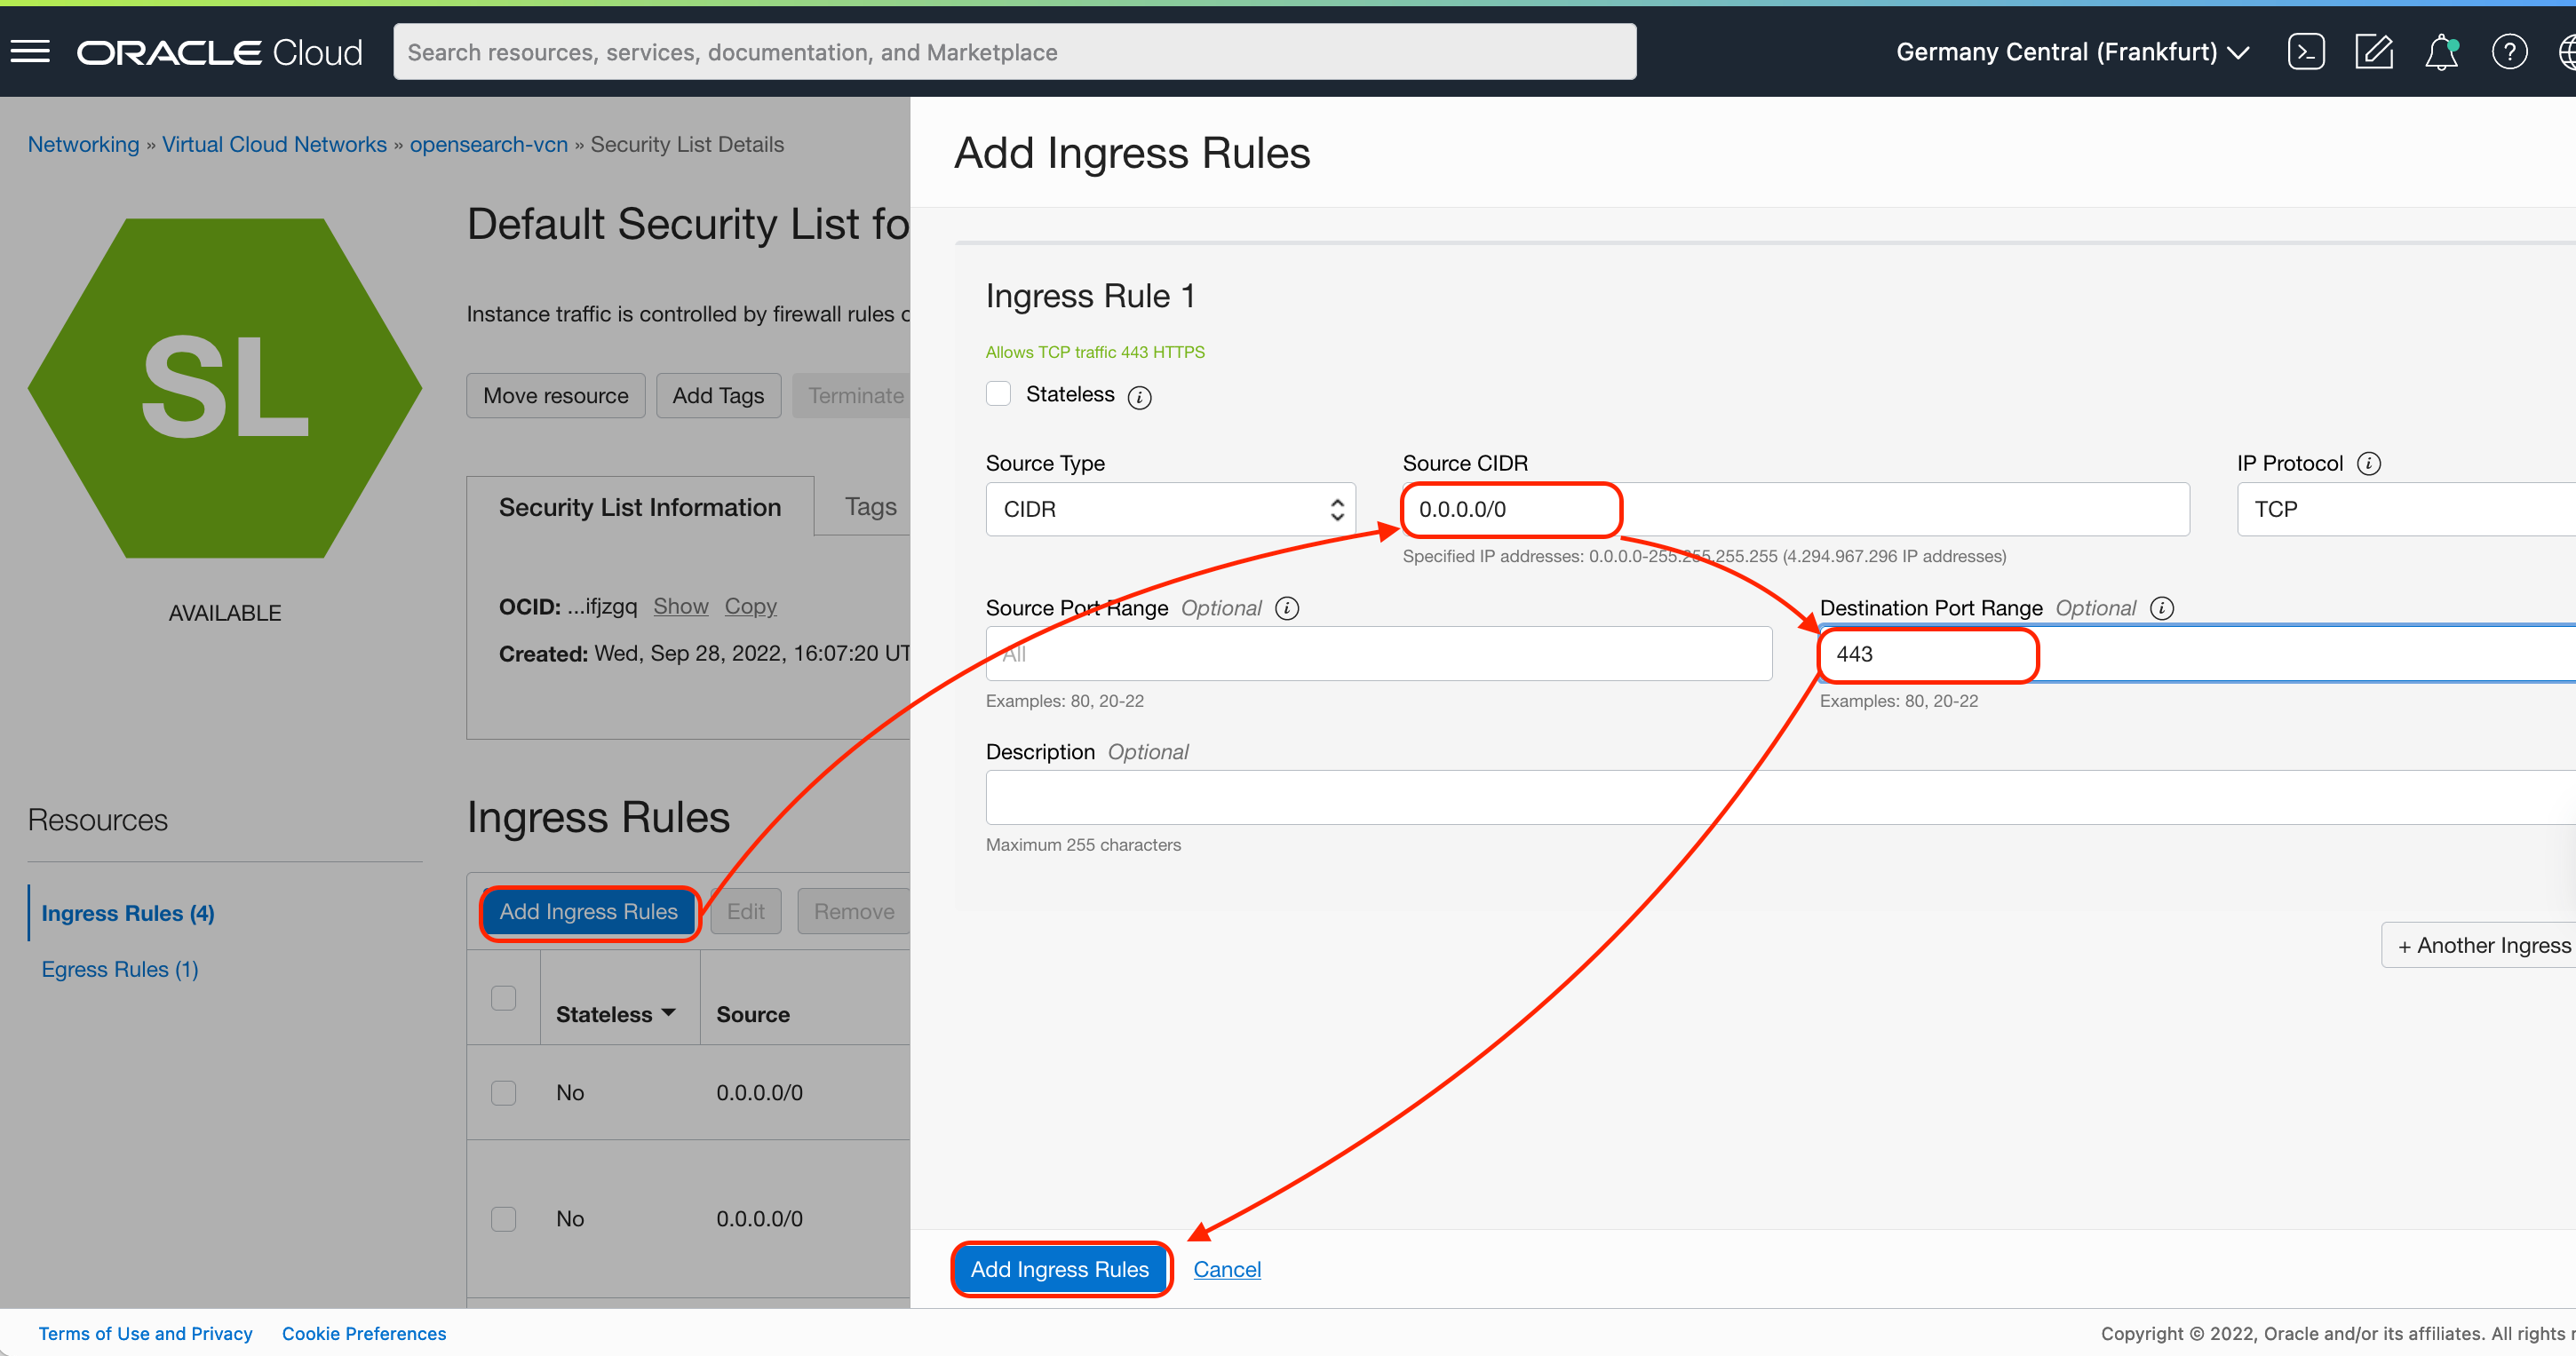 ORACLE Cloud
Search resources, services, documentation, and Marketplace
Germany Central (Frankfurt)
Networking » Virtual Cloud Networks » opensearch-vcn » Security List Details
SL
AVAILABLE
Resources
Ingress Rules (4)
Egress Rules (1)
Default Security List fo
Instance traffic is controlled by firewall rules
Move resource
Add Tags
Terminate
Security List Information
Tags
OCID: ...ifjzgq Show Copy
Created: Wed, Sep 28, 2022, 16:07:20 UT
Ingress Rules
Add Ingress Rules
Edit
Remove
Stateless
Source
No
0.0.0.0/0
No
0.0.0.0/0
Add Ingress Rules
Ingress Rule 1
Allows TCP traffic 443 HTTPS
Stateless
Source Type
CIDR
Source CIDR
0.0.0.0/0
Specified IP addresses: 0.0.0.0-255.255.255.255 (4.294.967.296 IP addresses)
IP Protocol
TCP
Source Port Range Optional
All
Examples: 80, 20-22
Destination Port Range Optional
443
Examples: 80, 20-22
Description Optional
Maximum 255 characters
+ Another Ingress
Add Ingress Rules
Cancel
Terms of Use and Privacy
Cookie Preferences
Copyright © 2022, Oracle and/or its affiliates. All rights